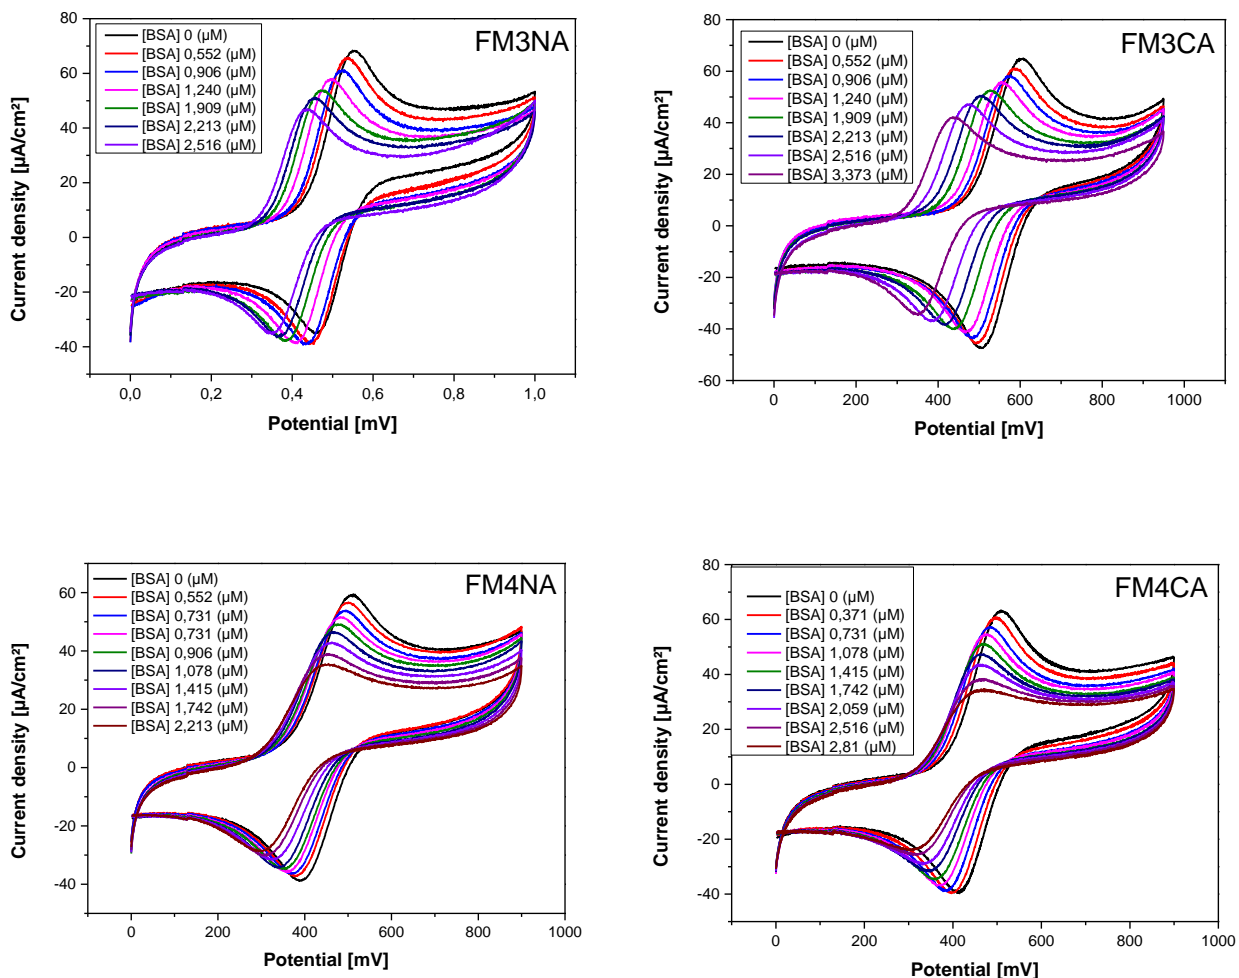 FM3NA
[BSA] 0 (µM)
[BSA] 0,552 (µM)
[BSA] 0,906 (µM)
[BSA] 1,240 (µM)
[BSA] 1,909 (µM)
[BSA] 2,213 (µM)
[BSA] 2,516 (µM)
80
60
40
20
0
-20
-40
Current density [µA/cm²]
0,0 0,2 0,4 0,6 0,8 1,0
Potential [mV]
FM3CA
[BSA] 0 (µM)
[BSA] 0,552 (µM)
[BSA] 0,906 (µM)
[BSA] 1,240 (µM)
[BSA] 1,909 (µM)
[BSA] 2,213 (µM)
[BSA] 2,516 (µM)
[BSA] 3,373 (µM)
80
60
40
20
0
-20
-40
-60
Current density [µA/cm²]
0 200 400 600 800 1000
Potential [mV]
FM4NA
[BSA] 0 (µM)
[BSA] 0,552 (µM)
[BSA] 0,731 (µM)
[BSA] 0,731 (µM)
[BSA] 0,906 (µM)
[BSA] 1,078 (µM)
[BSA] 1,415 (µM)
[BSA] 1,742 (µM)
[BSA] 2,213 (µM)
60
40
20
0
-20
-40
Current density [µA/cm²]
0 200 400 600 800 1000
Potential [mV]
FM4CA
[BSA] 0 (µM)
[BSA] 0,371 (µM)
[BSA] 0,731 (µM)
[BSA] 1,078 (µM)
[BSA] 1,415 (µM)
[BSA] 1,742 (µM)
[BSA] 2,059 (µM)
[BSA] 2,516 (µM)
[BSA] 2,81 (µM)
80
60
40
20
0
-20
-40
Current density [µA/cm²]
0 200 400 600 800 1000
Potential [mV]